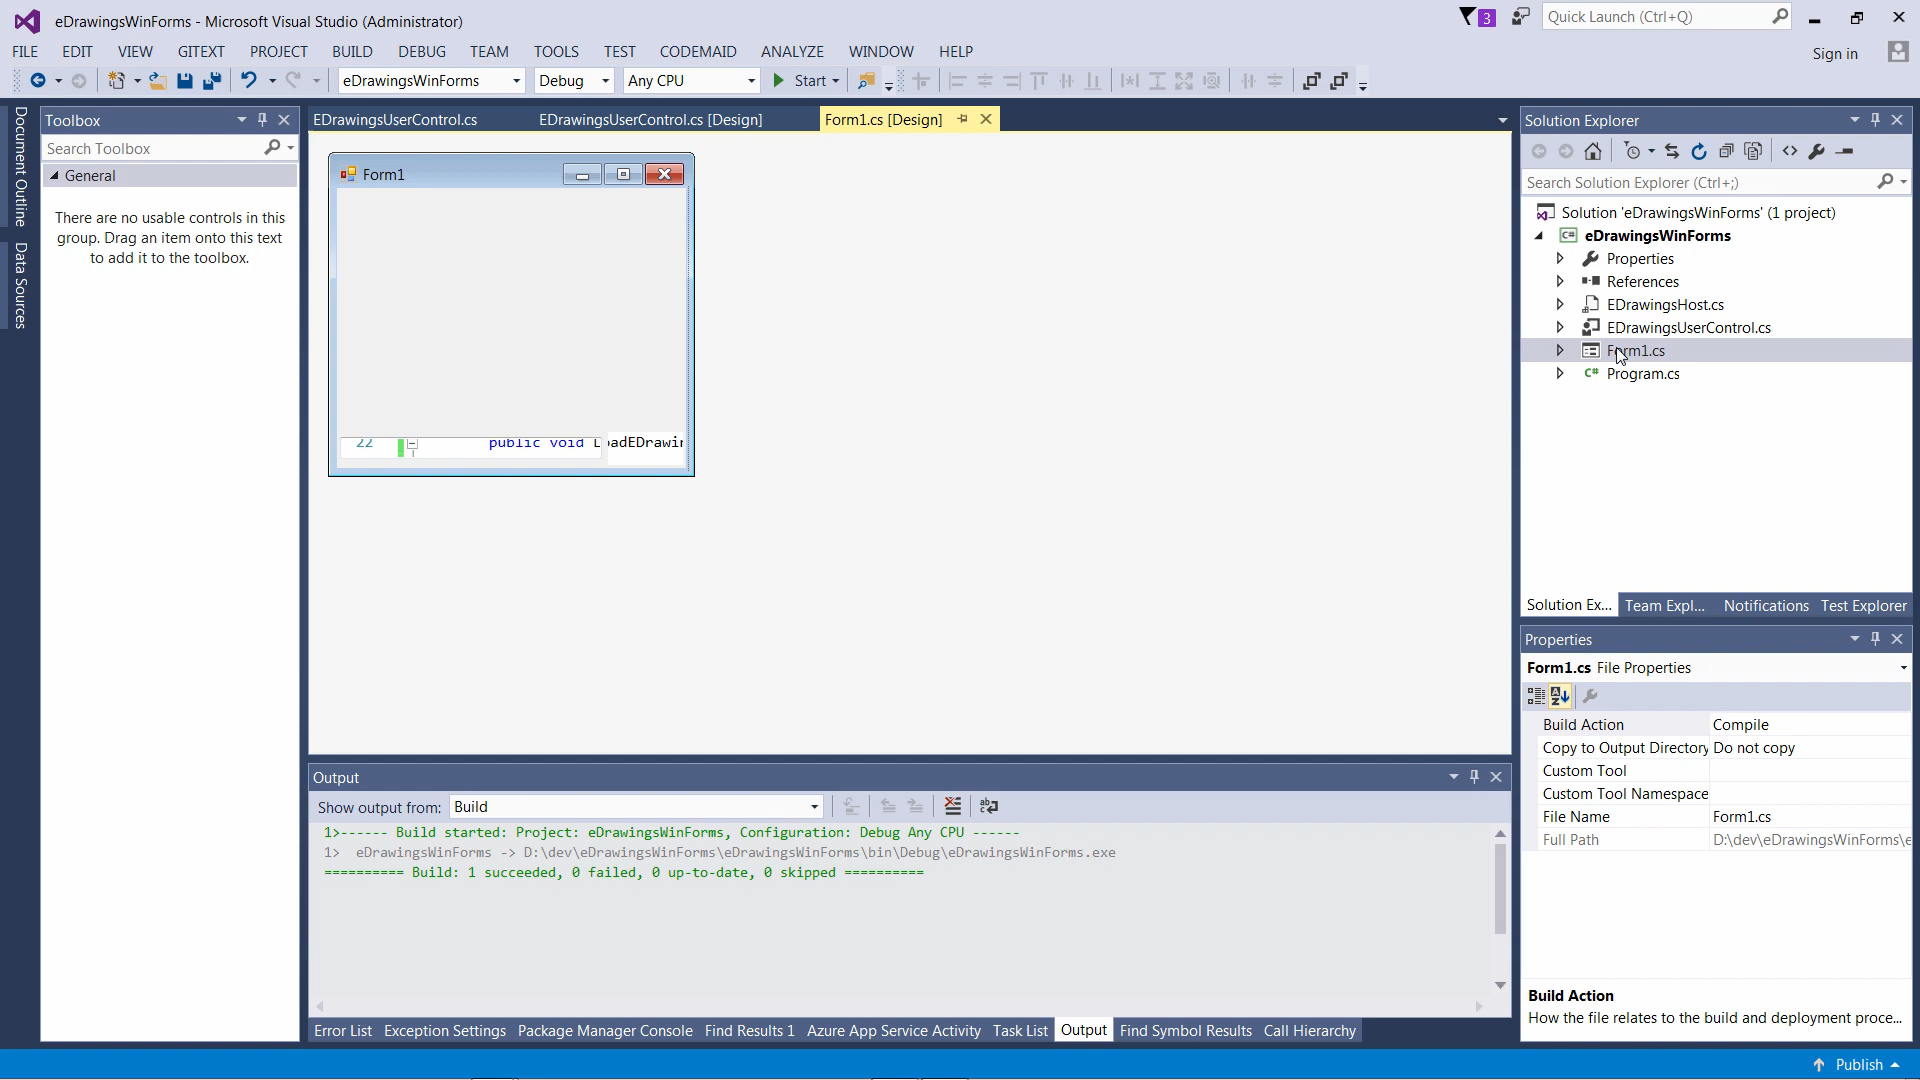 eDrawingsWinForms - Microsoft Visual Studio (Administrator)
3
Quick Launch (Ctrl+Q)
FILE EDIT VIEW GITEXT PROJECT BUILD DEBUG TEAM TOOLS TEST CODEMAID ANALYZE WINDOW HELP
Sign in
eDrawingsWinForms Debug Any CPU Start
Document Outline
Data Sources
Toolbox
Search Toolbox
General
There are no usable controls in this
group. Drag an item onto this text
to add it to the toolbox.
EDrawingsUserControl.cs EDrawingsUserControl.cs [Design] Form1.cs [Design]
Form1
22 public void LoadEDrawin
Output
Show output from: Build
1>------ Build started: Project: eDrawingsWinForms, Configuration: Debug Any CPU ------
1> eDrawingsWinForms -> D:\dev\eDrawingsWinForms\eDrawingsWinForms\bin\Debug\eDrawingsWinForms.exe
========== Build: 1 succeeded, 0 failed, 0 up-to-date, 0 skipped ==========
Error List Exception Settings Package Manager Console Find Results 1 Azure App Service Activity Task List Output Find Symbol Results Call Hierarchy
Solution Explorer
Search Solution Explorer (Ctrl+;)
Solution 'eDrawingsWinForms' (1 project)
C# eDrawingsWinForms
Properties
References
EDrawingsHost.cs
EDrawingsUserControl.cs
Form1.cs
C# Program.cs
Solution Ex... Team Expl... Notifications Test Explorer
Properties
Form1.cs File Properties
Build Action Compile
Copy to Output Directory Do not copy
Custom Tool
Custom Tool Namespace
File Name Form1.cs
Full Path D:\dev\eDrawingsWinForms\e
Build Action
How the file relates to the build and deployment proce...
Publish